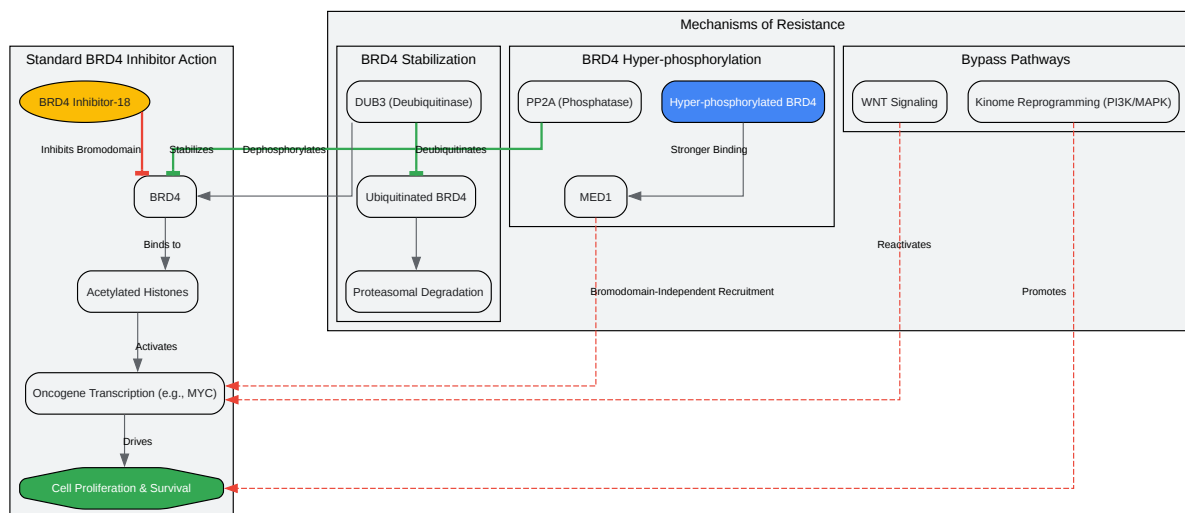 Mechanisms of Resistance
Standard BRD4 Inhibitor Action
BRD4 Stabilization
BRD4 Hyper-phosphorylation
Bypass Pathways
BRD4 Inhibitor-18
DUB3 (Deubiquitinase)
PP2A (Phosphatase)
Hyper-phosphorylated BRD4
WNT Signaling
Kinome Reprogramming (PI3K/MAPK)
Inhibits Bromodomain
Stabilizes
Dephosphorylates
Deubiquitinates
Stronger Binding
BRD4
Ubiquitinated BRD4
MED1
Binds to
Reactivates
Acetylated Histones
Proteasomal Degradation
Bromodomain-Independent Recruitment
Promotes
Activates
Oncogene Transcription (e.g., MYC)
Drives
Cell Proliferation & Survival